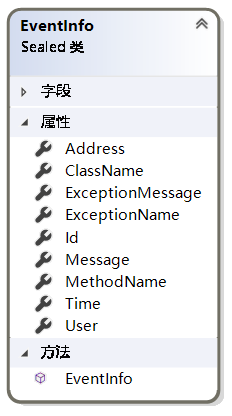 EventInfo
Sealed 类
字段
属性
Address
ClassName
ExceptionMessage
ExceptionName
Id
Message
MethodName
Time
User
方法
EventInfo